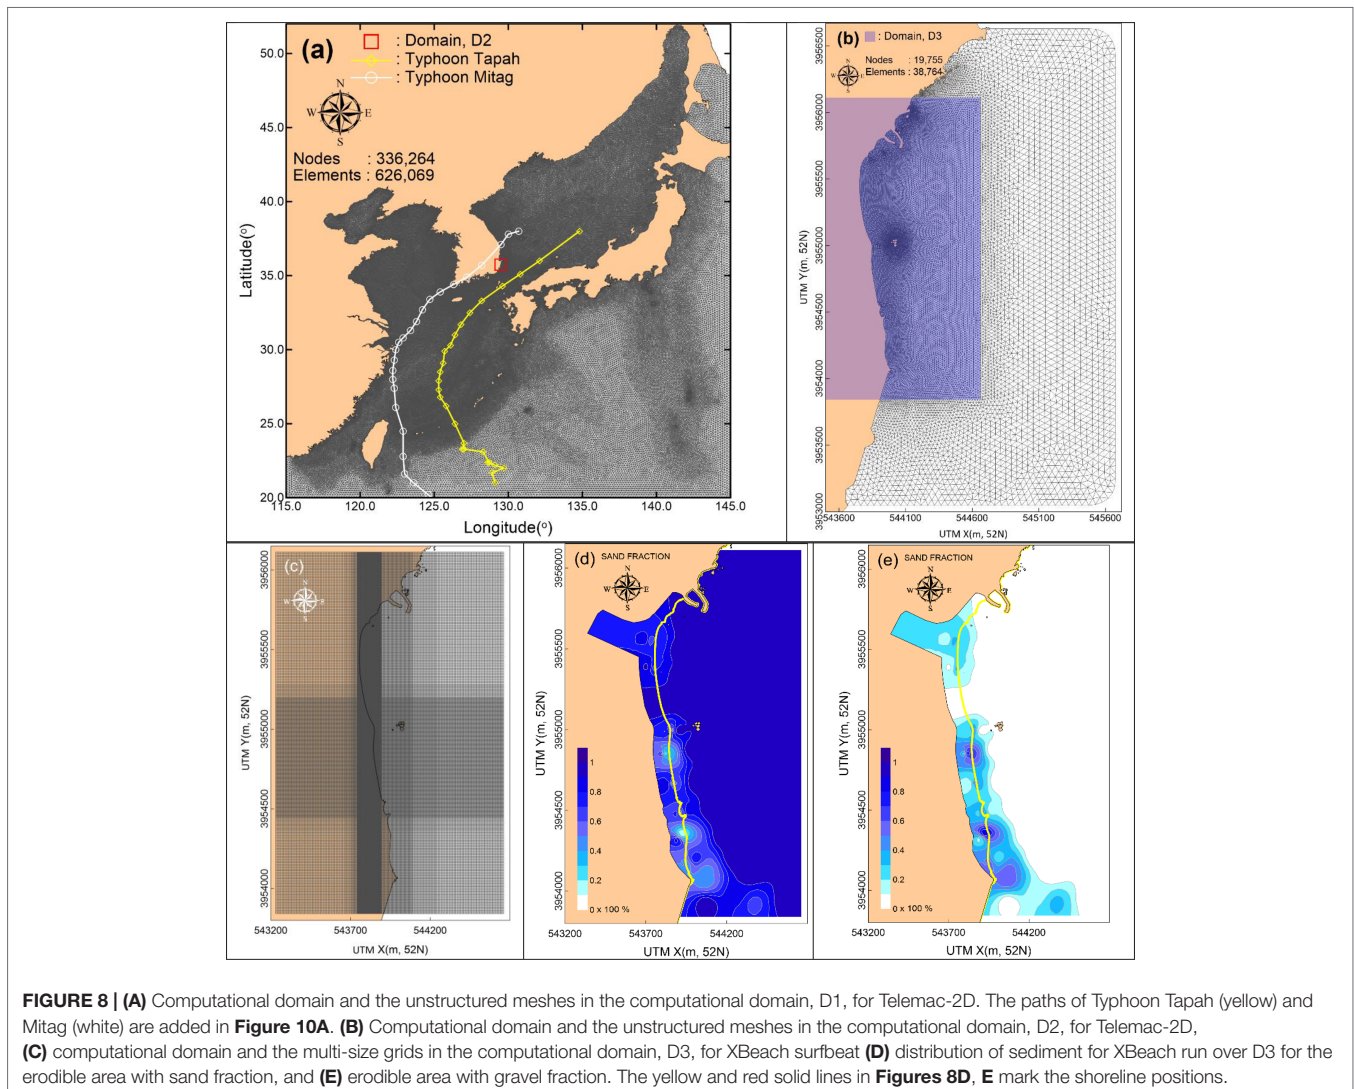 (a)
: Domain, D2
: Typhoon Tapah
: Typhoon Mitag
N
W E
S
Nodes : 336,264
Elements : 626,069
Latitude(°)
50.0
45.0
40.0
35.0
30.0
25.0
20.0
115.0 120.0 125.0 130.0 135.0 140.0 145.0
Longitude(°)
(b) : Domain, D3
Nodes : 19,755
Elements : 38,764
N
W E
S
UTM Y(m, 52N)
3956500
3956000
3955500
3955000
3954500
3954000
3953500
3953000
543600 544100 544600 545100 545600
UTM X(m, 52N)
(c)
N
W E
S
UTM Y(m, 52N)
3956000
3955500
3955000
3954500
3954000
543200 543700 544200
UTM X(m, 52N)
(d) SAND FRACTION
N
W E
S
UTM Y(m, 52N)
3956000
3955500
3955000
3954500
3954000
1
0.8
0.6
0.4
0.2
0 x 100 %
543200 543700 544200
UTM X(m, 52N)
(e)
SAND FRACTION
N
W E
S
UTM Y(m, 52N)
3956000
3955500
3955000
3954500
3954000
1
0.8
0.6
0.4
0.2
0 x 100 %
543200 543700 544200
UTM X(m, 52N)
FIGURE 8 | (A) Computational domain and the unstructured meshes in the computational domain, D1, for Telemac-2D. The paths of Typhoon Tapah (yellow) and
Mitag (white) are added in Figure 10A. (B) Computational domain and the unstructured meshes in the computational domain, D2, for Telemac-2D,
(C) computational domain and the multi-size grids in the computational domain, D3, for XBeach surfbeat (D) distribution of sediment for XBeach run over D3 for the
erodible area with sand fraction, and (E) erodible area with gravel fraction. The yellow and red solid lines in Figures 8D, E mark the shoreline positions.